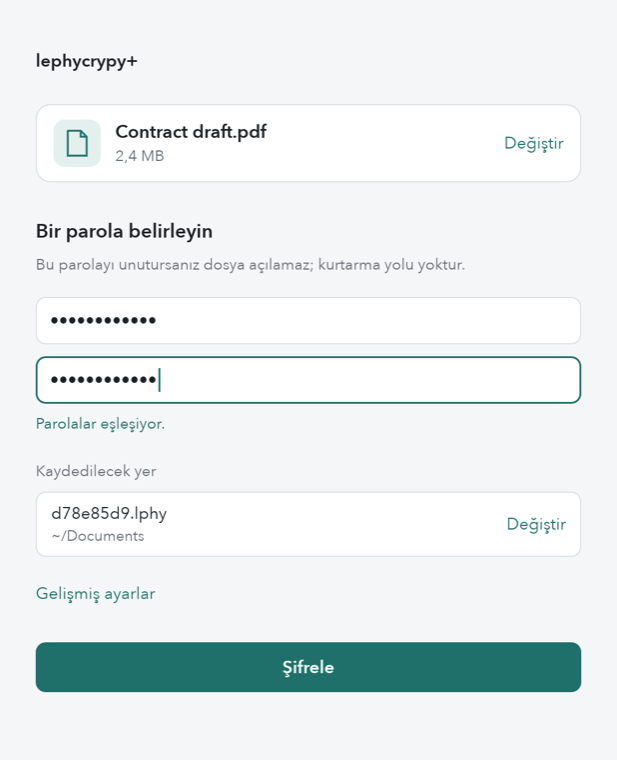 lephycrypy+
Contract draft.pdf
2,4 MB
Değiştir
Bir parola belirleyin
Bu parolayı unutursanız dosya açılamaz; kurtarma yolu yoktur.
••••••••••••
••••••••••••
Parolalar eşleşiyor.
Kaydedilecek yer
d78e85d9.lphy
~/Documents
Değiştir
Gelişmiş ayarlar
Şifrele